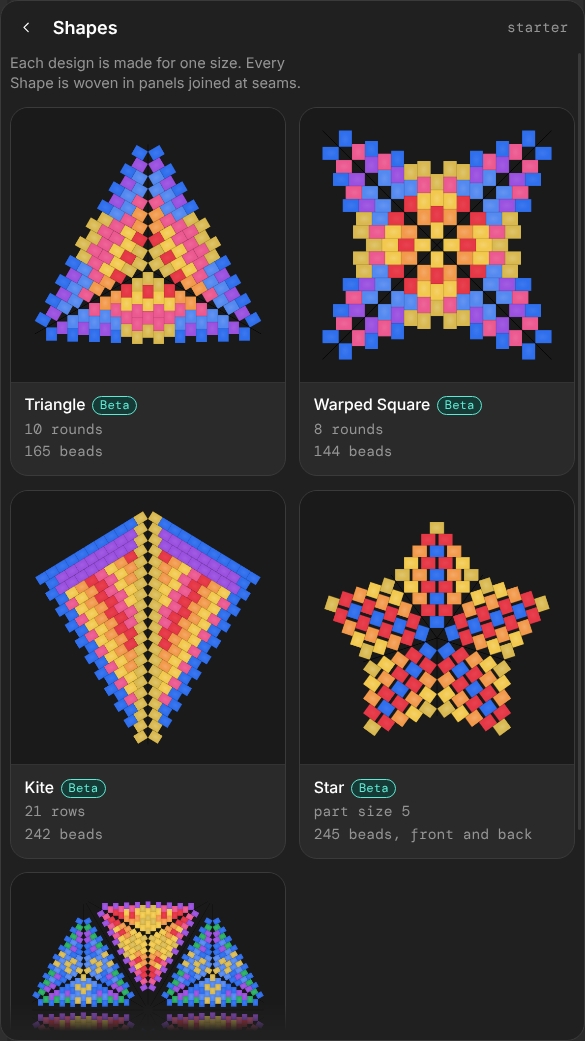 Shapes
starter
Each design is made for one size. Every
Shape is woven in panels joined at seams.
Triangle Beta
10 rounds
165 beads
Warped Square Beta
8 rounds
144 beads
Kite Beta
21 rows
242 beads
Star Beta
part size 5
245 beads, front and back